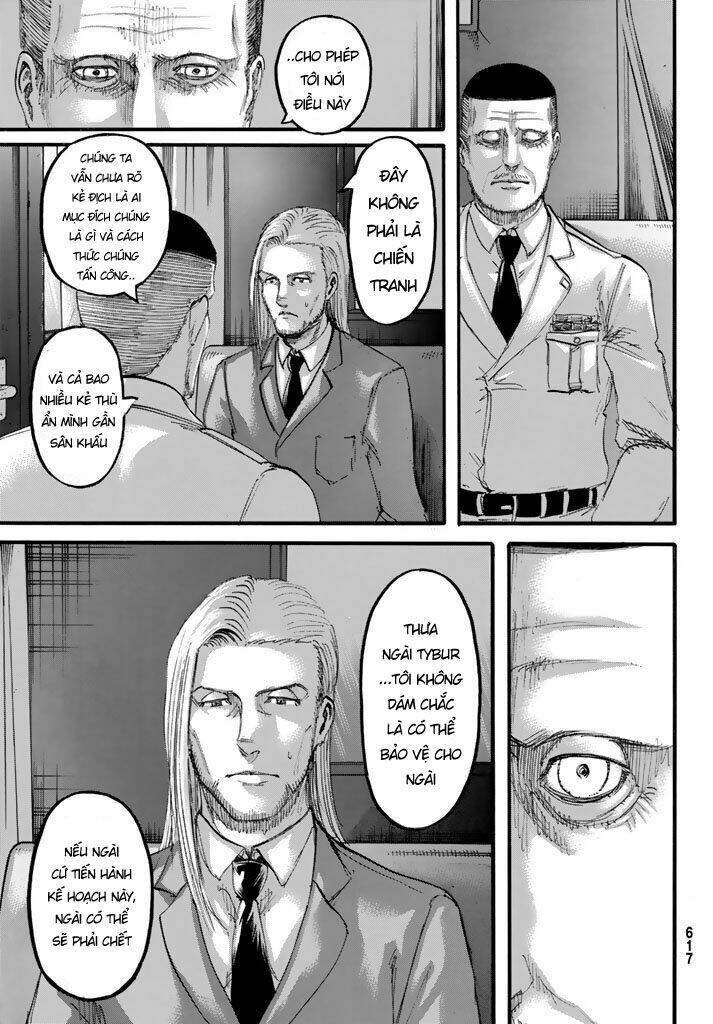 ..CHO PHÉP
TÔI NÓI
ĐIỀU NÀY
ĐÂY
KHÔNG
PHẢI LÀ
CHIẾN
TRANH
CHÚNG TA
VẪN CHƯA RÕ
KẺ ĐỊCH LÀ AI
MỤC ĐÍCH CHÚNG
LÀ GÌ VÀ CÁCH
THỨC CHÚNG
TẤN CÔNG..
VÀ CẢ BAO
NHIÊU KẺ THÙ
ẨN MÌNH GẦN
SÂN KHẤU
THƯA
NGÀI TYBUR
...TÔI KHÔNG
DÁM CHẮC
LÀ CÓ THỂ
BẢO VỆ CHO
NGÀI
NẾU NGÀI
CỨ TIẾN HÀNH
KẾ HOẠCH NÀY,
NGÀI CÓ THỂ
SẼ PHẢI CHẾT
617